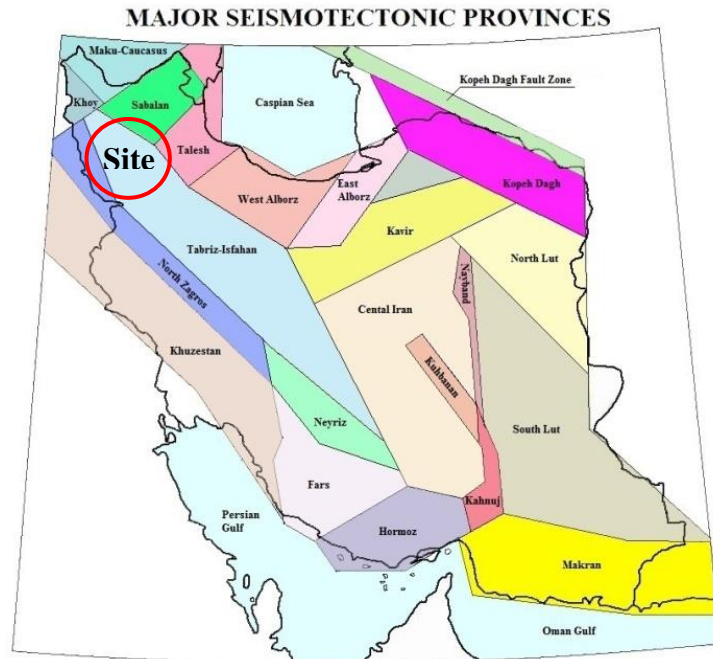 MAJOR SEISMOTECTONIC PROVINCES
Maku-Caucasus
Kopeh Dagh Fault Zone
Khoy
Sabalan
Caspian Sea
Site
Talesh
West Alborz
East
Alborz
Kopeh Dagh
Kavir
Tabriz-Isfahan
North Lut
North Zagros
Nayband
Cental Iran
Khuzestan
Kuhbanan
Neyriz
South Lut
Fars
Kahnuj
Persian
Gulf
Hormoz
Makran
Oman Gulf